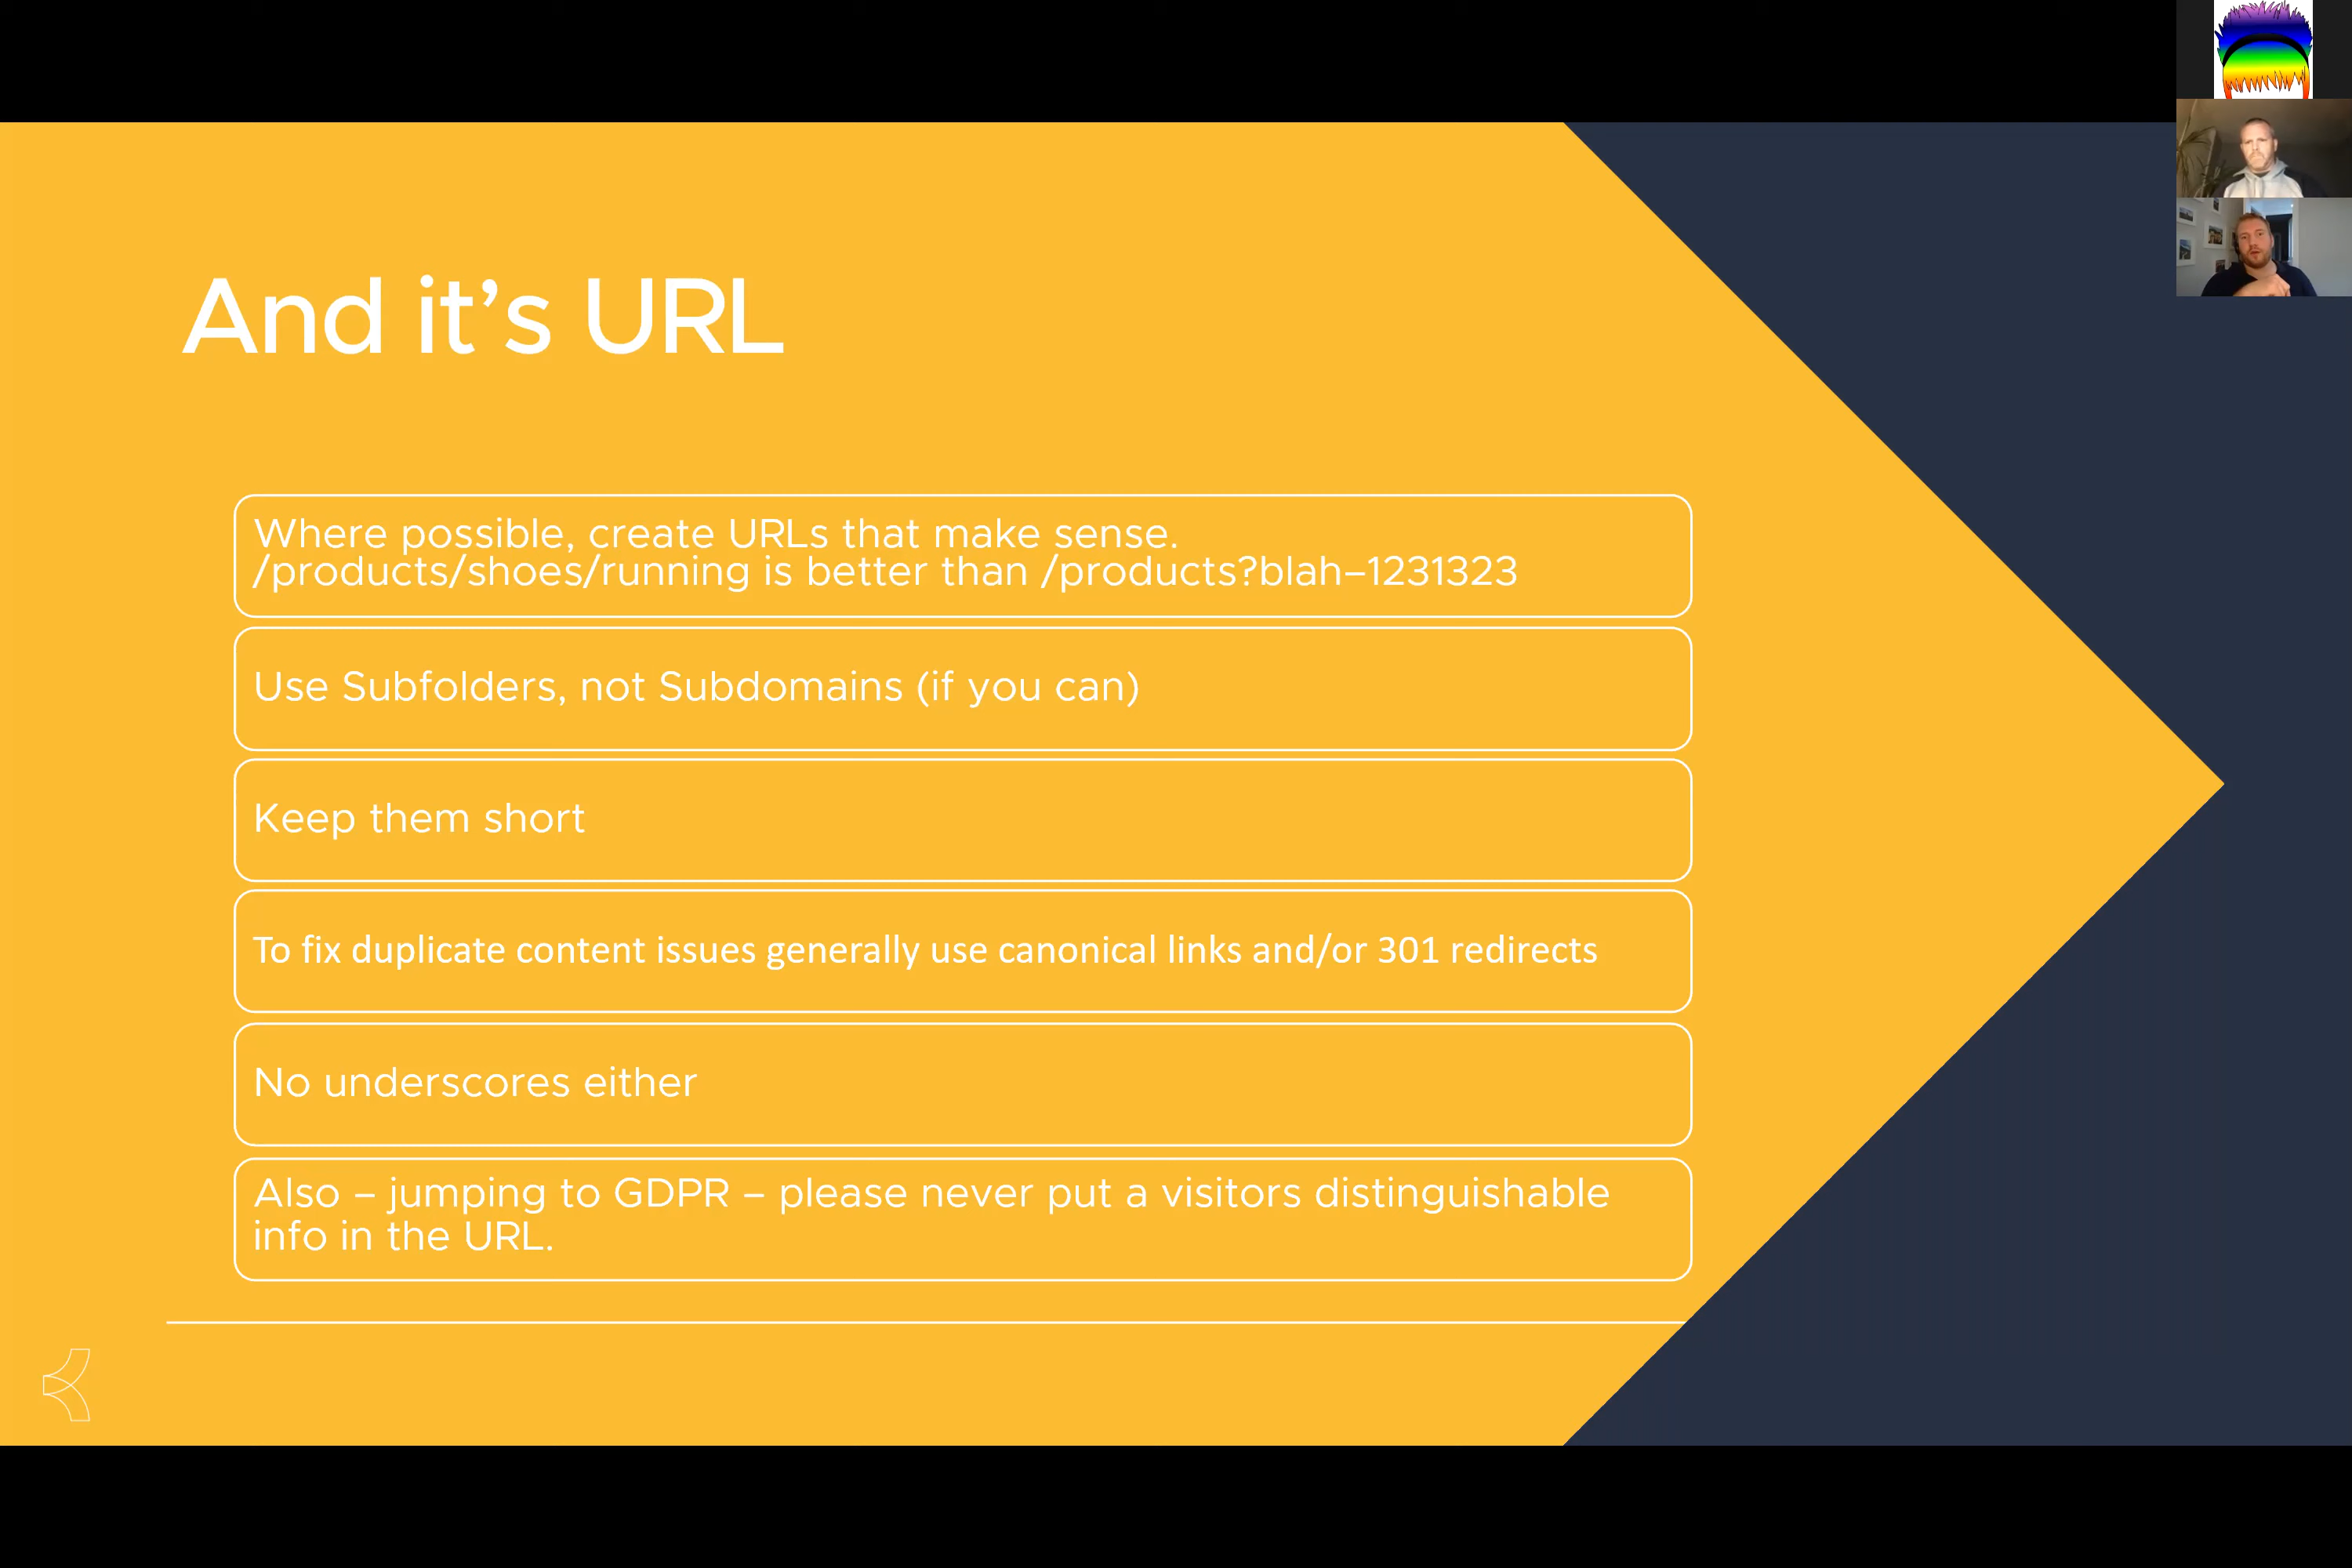 And it’s URL
Where possible, create URLs that make sense.
/products/shoes/running is better than /products?blah–1231323
Use Subfolders, not Subdomains (if you can)
Keep them short
To fix duplicate content issues generally use canonical links and/or 301 redirects
No underscores either
Also – jumping to GDPR – please never put a visitors distinguishable
info in the URL.